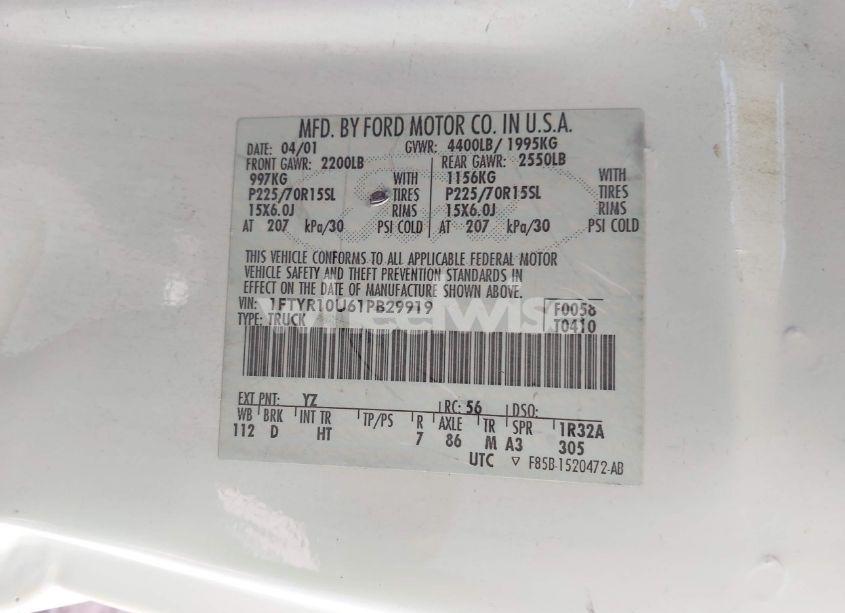 MFD. BY FORD MOTOR CO. IN U.S.A.
DATE: 04/01 GVWR: 4400LB/ 1995KG
FRONT GAWR: 2200LB REAR GAWR: 2550LB
997KG WITH 1156KG WITH
P225/70R15SL TIRES P225/70R15SL TIRES
15X6.0J RIMS 15X6.0J RIMS
AT 207 kPa/30 PSI COLD AT 207 kPa/30 PSI COLD
THIS VEHICLE CONFORMS TO ALL APPLICABLE FEDERAL MOTOR
VEHICLE SAFETY AND THEFT PREVENTION STANDARDS IN
EFFECT ON THE DATE OF MANUFACTURE SHOWN ABOVE.
VIN: 1FTYR10U61PB29919 F0058
TYPE: TRUCK T0410
EXT PNT: YZ RC: 56 DSO:
WB BRK INT TR TP/PS R AXLE TR SPR 1R32A
112 D HT 7 86 M A3 305
UTC ▽ F85B-1520472-AB